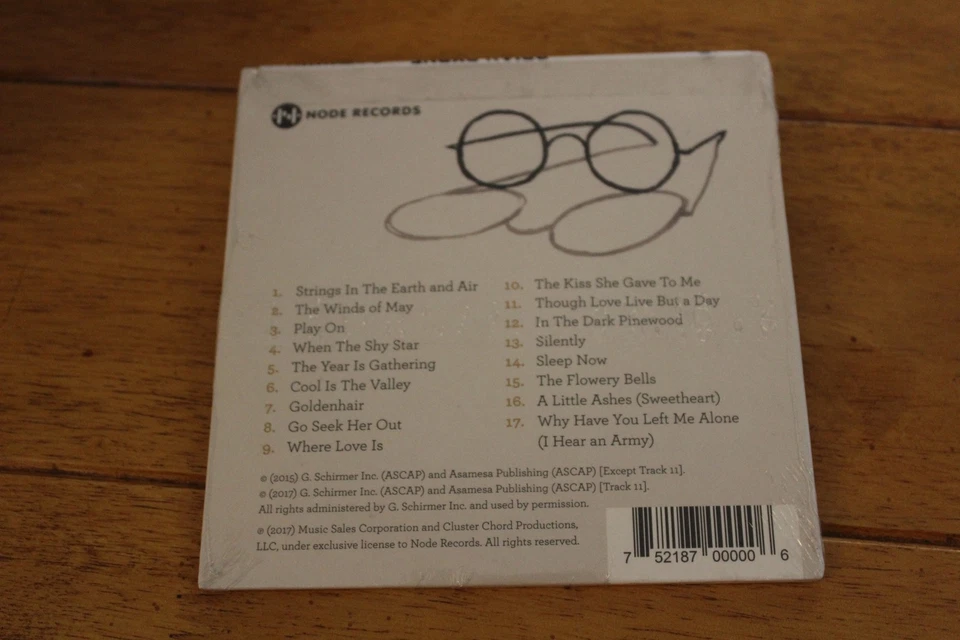 NODE RECORDS
1. Strings In The Earth and Air
2. The Winds of May
3. Play On
4. When The Shy Star
5. The Year Is Gathering
6. Cool Is The Valley
7. Goldenhair
8. Go Seek Her Out
9. Where Love Is
10. The Kiss She Gave To Me
11. Though Love Live But a Day
12. In The Dark Pinewood
13. Silently
14. Sleep Now
15. The Flowery Bells
16. A Little Ashes (Sweetheart)
17. Why Have You Left Me Alone
(I Hear an Army)
© (2015) G. Schirmer Inc. (ASCAP) and Asamesa Publishing (ASCAP) [Except Track 11].
© (2017) G. Schirmer Inc. (ASCAP) and Asamesa Publishing (ASCAP) [Track 11].
All rights administered by G. Schirmer Inc. and used by permission.
℗ (2017) Music Sales Corporation and Cluster Chord Productions,
LLC, under exclusive license to Node Records. All rights reserved.
7 52187 00000 6